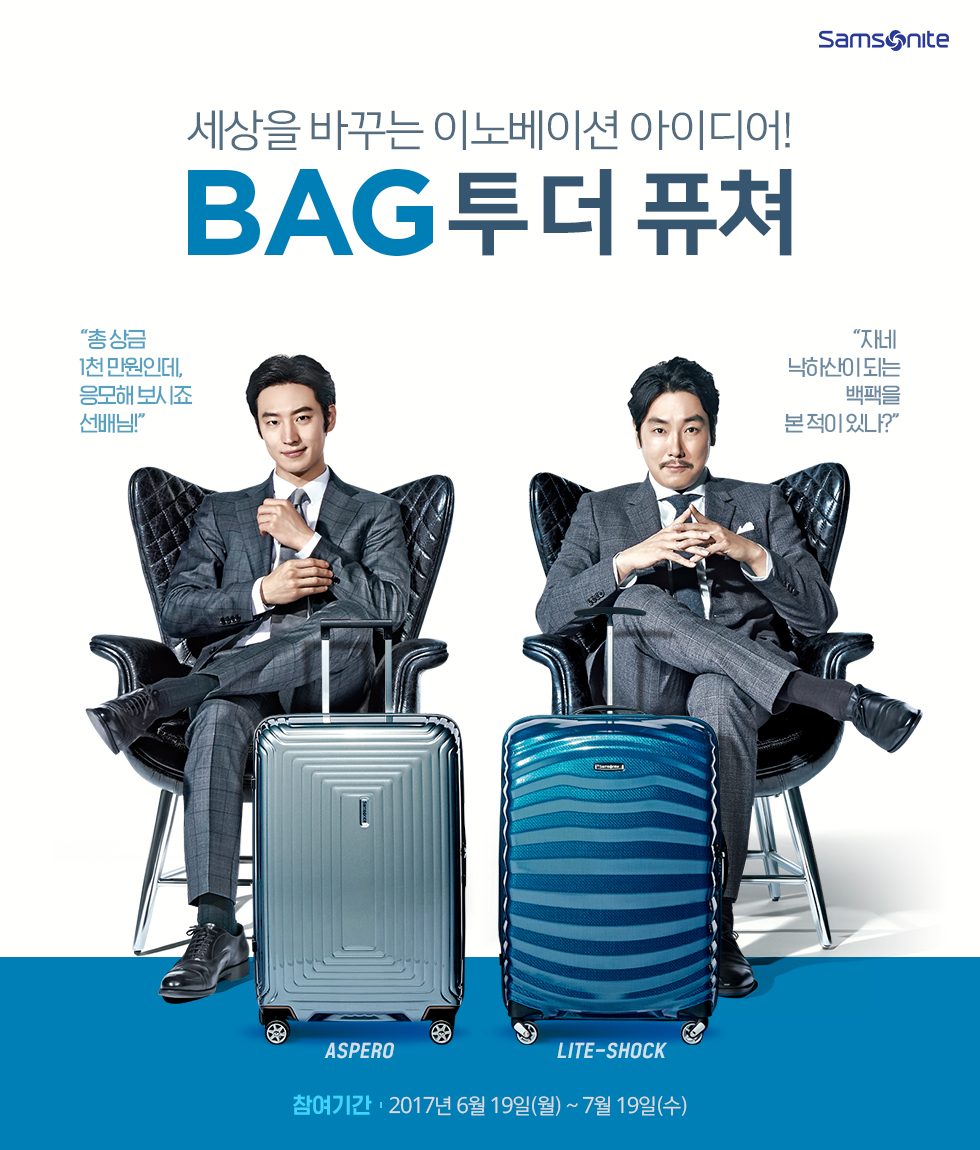 Samsonite
세상을 바꾸는 이노베이션 아이디어!
BAG 투 더 퓨쳐
“총 상금
1천 만원인데,
응모해 보시죠
선배님!”
“자네
낙하산이 되는
백팩을
본 적이 있나?”
Samsonite
Samsonite
ASPERO
LITE-SHOCK
참여기간 : 2017년 6월 19일(월) ~ 7월 19일(수)